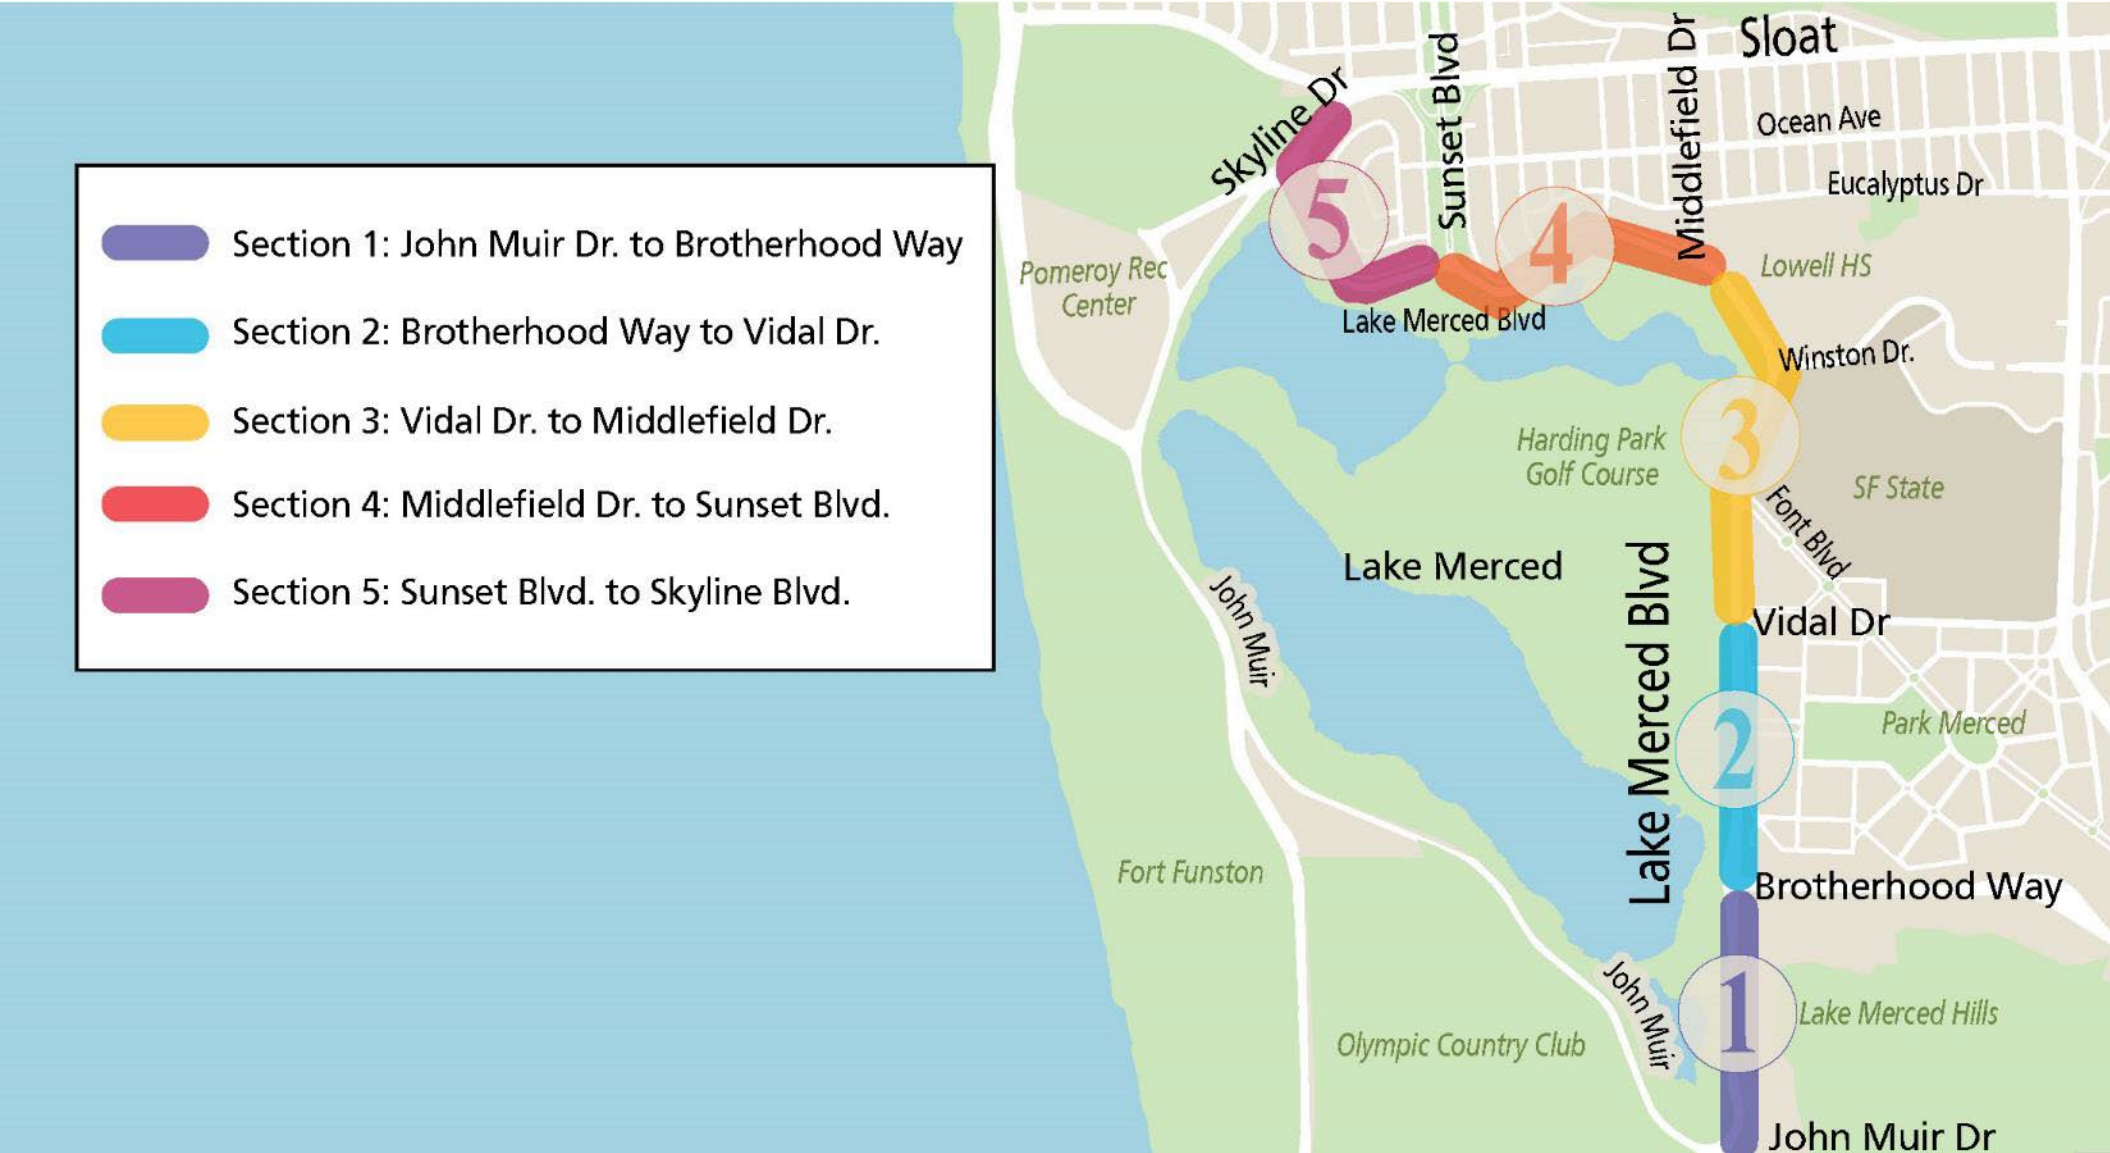 Section 1: John Muir Dr. to Brotherhood Way
Section 2: Brotherhood Way to Vidal Dr.
Section 3: Vidal Dr. to Middlefield Dr.
Section 4: Middlefield Dr. to Sunset Blvd.
Section 5: Sunset Blvd. to Skyline Blvd.
Sloat
Skyline Dr
Sunset Blvd
Middlefield Dr
Ocean Ave
Eucalyptus Dr
5
4
Lowell HS
Pomeroy Rec
Center
Lake Merced Blvd
Winston Dr.
3
Harding Park
Golf Course
SF State
Font Blvd
Lake Merced
Lake Merced Blvd
John Muir
Vidal Dr
2
Park Merced
Fort Funston
Brotherhood Way
John Muir
1
Lake Merced Hills
Olympic Country Club
John Muir Dr